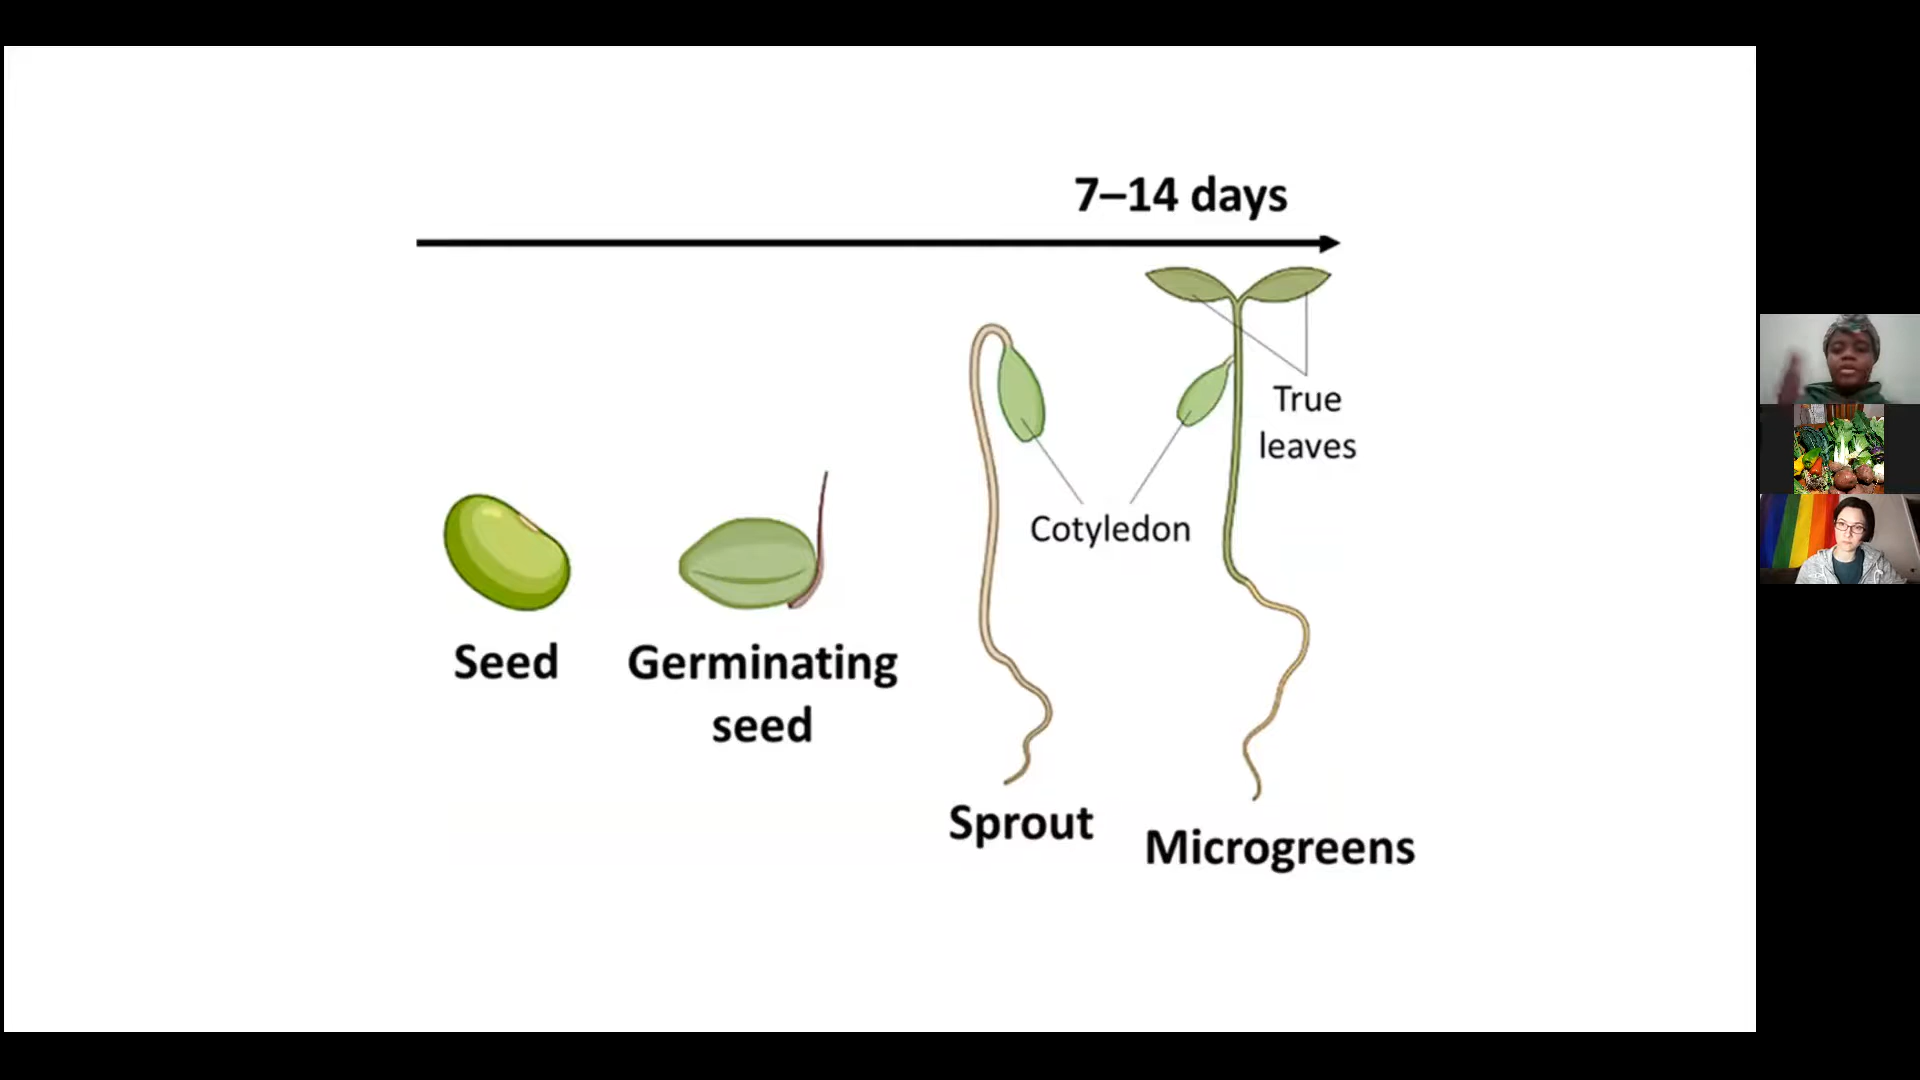 7–14 days
True
leaves
Cotyledon
Seed
Germinating
seed
Sprout
Microgreens